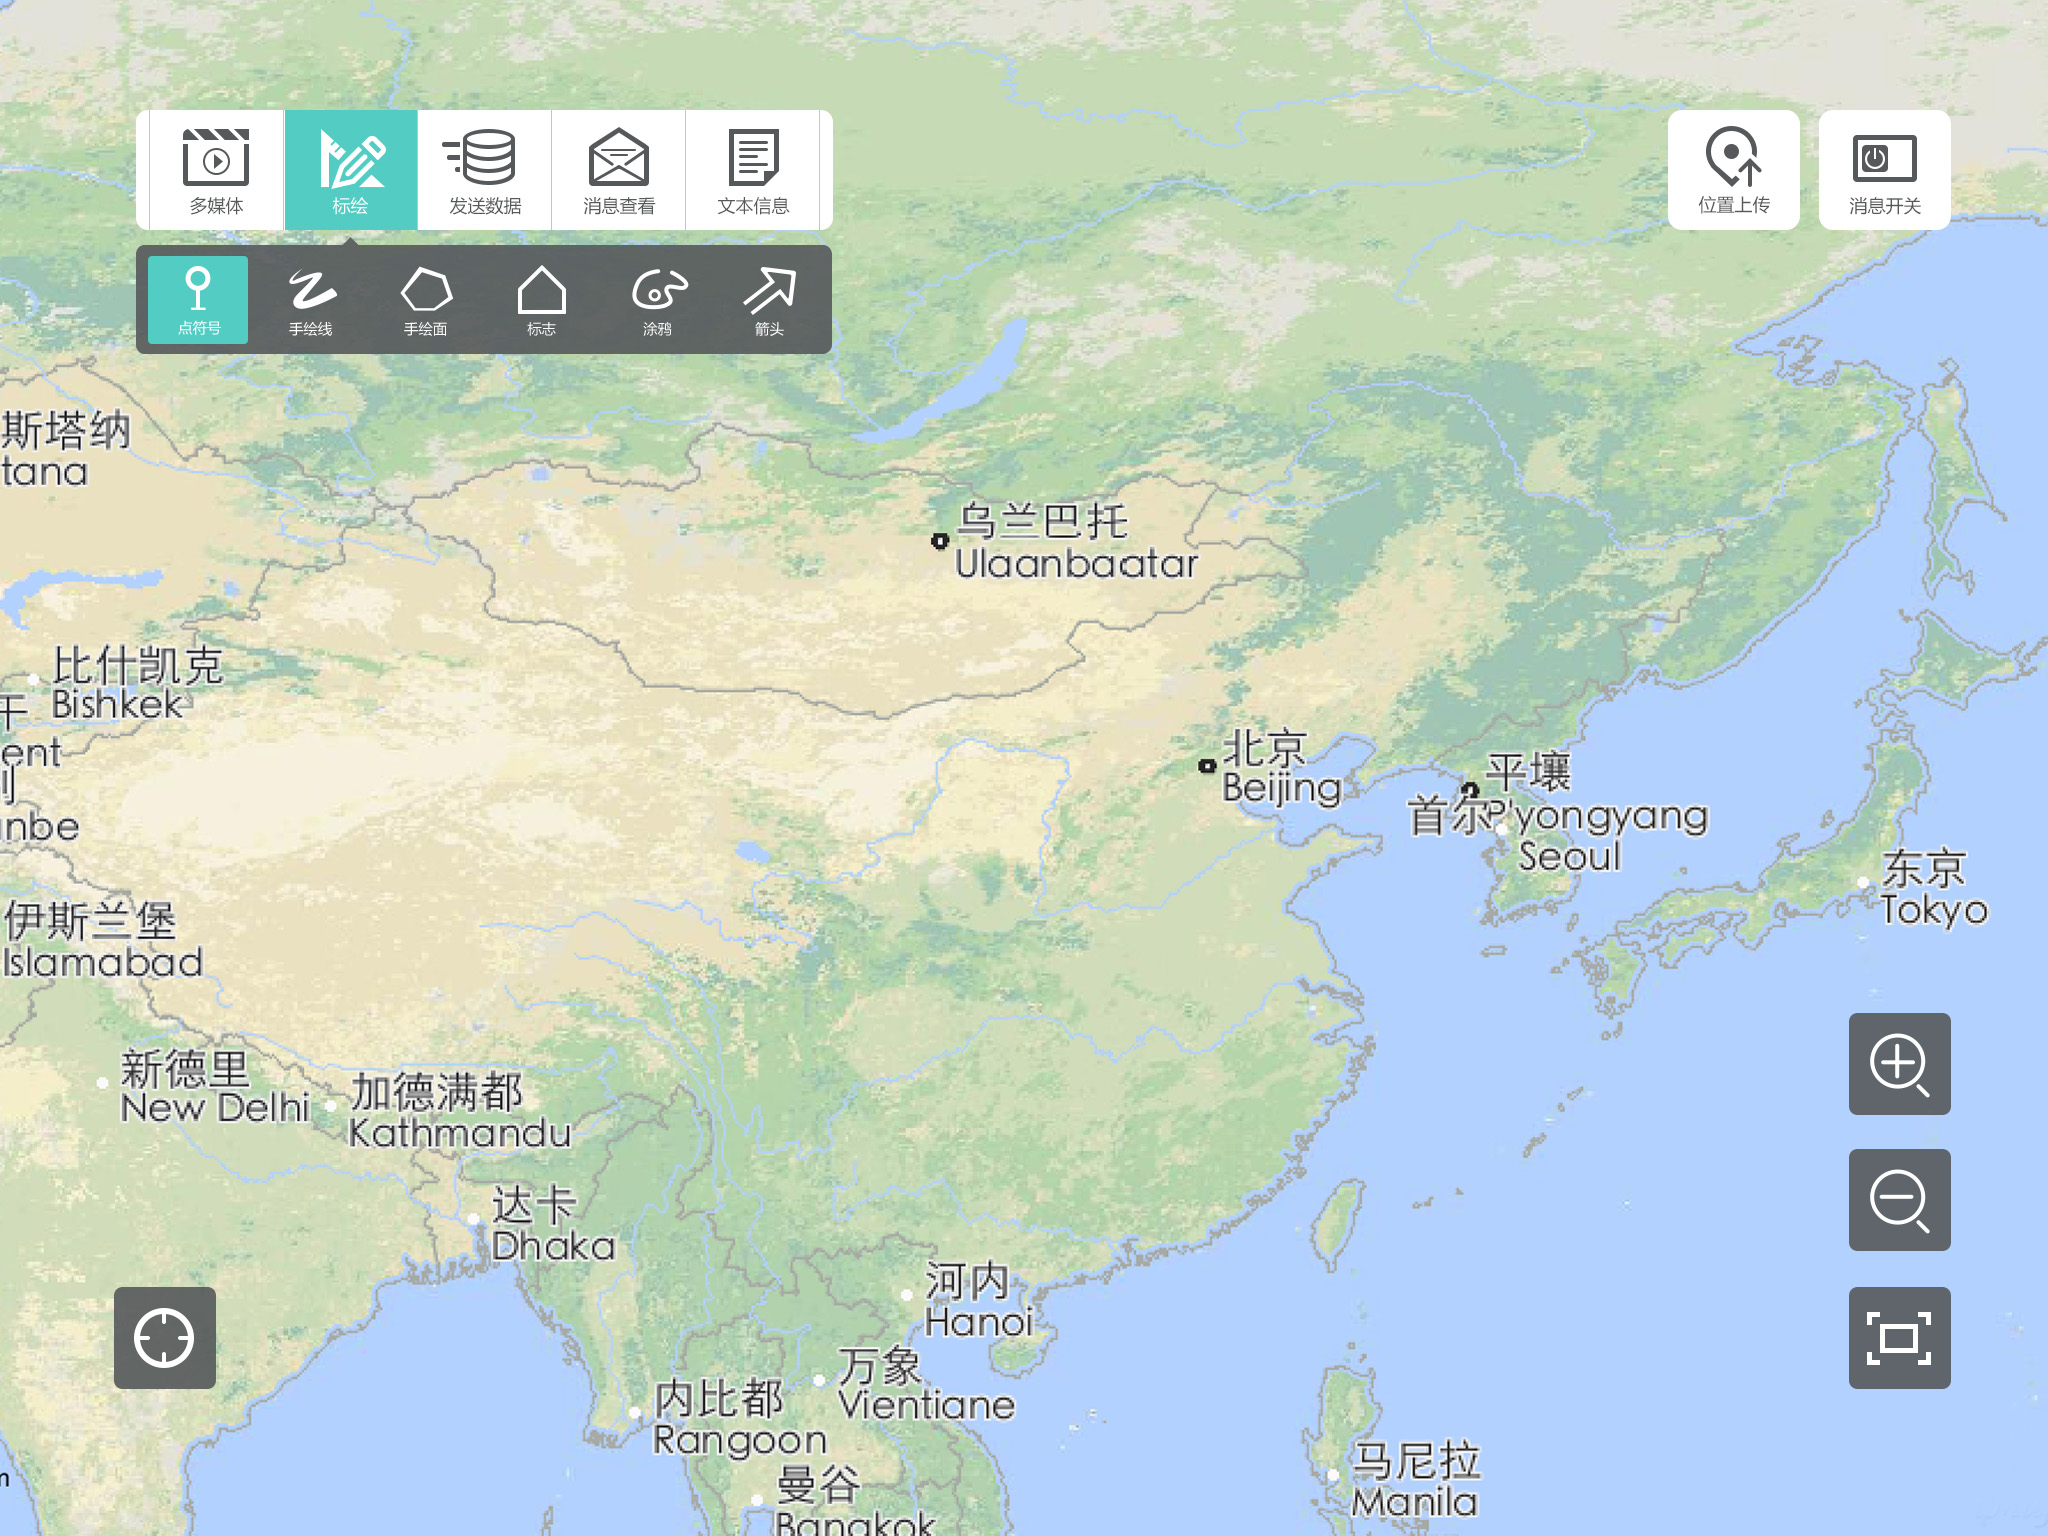 多媒体
标绘
发送数据
消息查看
文本信息
位置上传
消息开关
点符号
手绘线
手绘面
标志
涂鸦
箭头
斯塔纳
tana
乌兰巴托
Ulaanbaatar
比什凯克
Bishkek
干
ent
nbe
北京
Beijing
平壤
P'yongyang
首尔
Seoul
东京
Tokyo
伊斯兰堡
Islamabad
新德里
New Delhi
加德满都
Kathmandu
达卡
Dhaka
河内
Hanoi
万象
Vientiane
内比都
Rangoon
曼谷
Bangkok
马尼拉
Manila